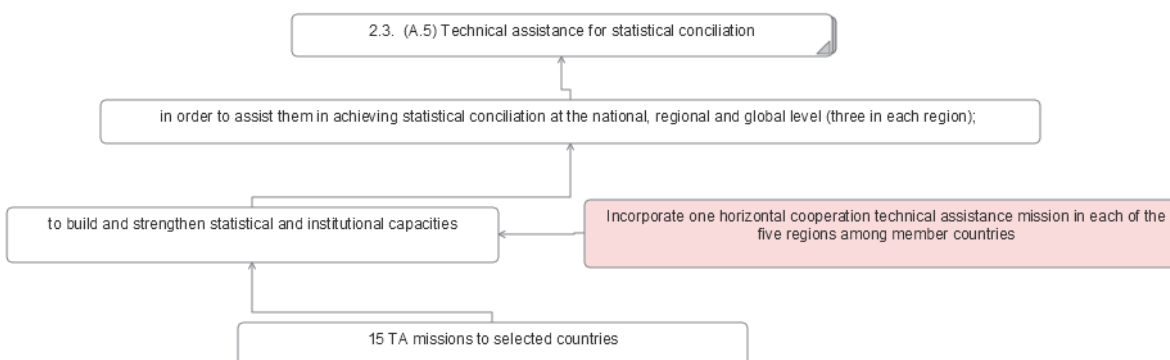 2.3.  (A.5) Technical assistance for statistical conciliation
in order to assist them in achieving statistical conciliation at the national, regional and global level (three in each region);
to build and strengthen statistical and institutional capacities
Incorporate one horizontal cooperation technical assistance mission in each of the
five regions among member countries
15 TA missions to selected countries